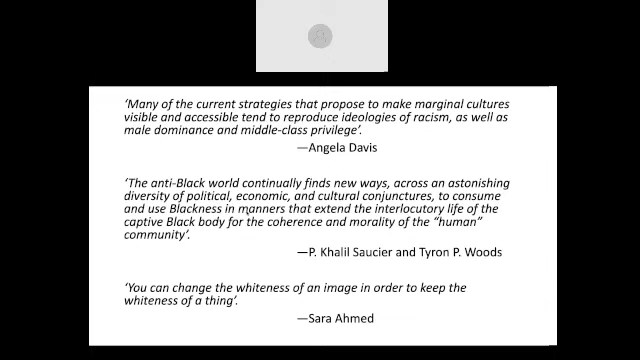 ‘Many of the current strategies that propose to make marginal cultures
visible and accessible tend to reproduce ideologies of racism, as well as
male dominance and middle-class privilege’.
—Angela Davis
‘The anti-Black world continually finds new ways, across an astonishing
diversity of political, economic, and cultural conjunctures, to consume
and use Blackness in manners that extend the interlocutory life of the
captive Black body for the coherence and morality of the “human”
community’.
—P. Khalil Saucier and Tyron P. Woods
‘You can change the whiteness of an image in order to keep the
whiteness of a thing’.
—Sara Ahmed